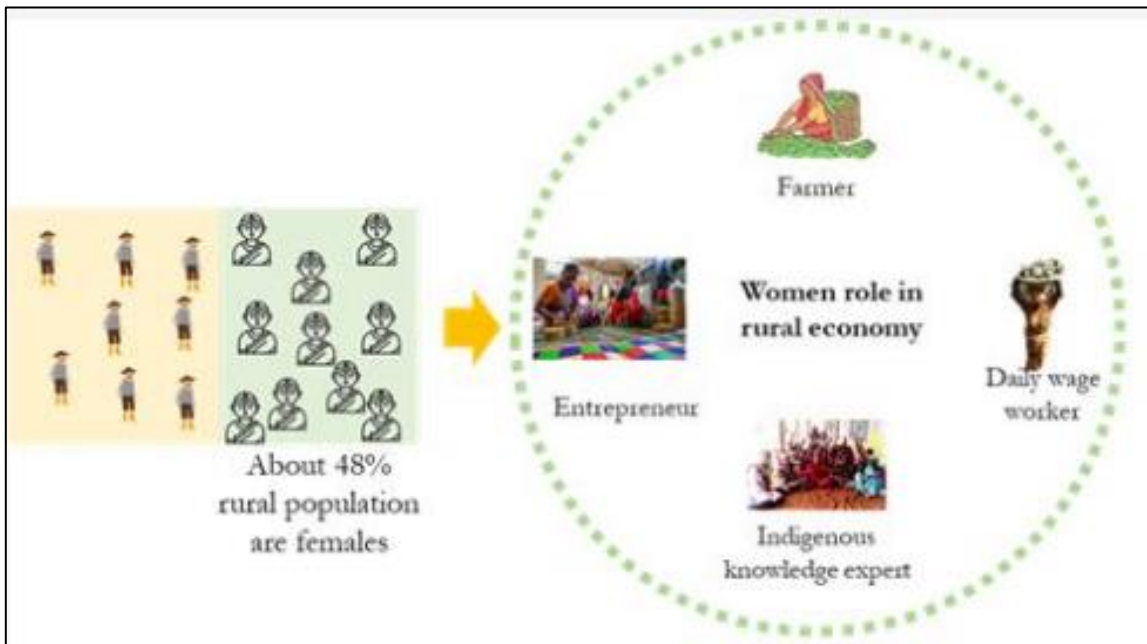 About 48%
rural population
are females
Farmer
Women role in
rural economy
Entrepreneur
Daily wage
worker
Indigenous
knowledge expert